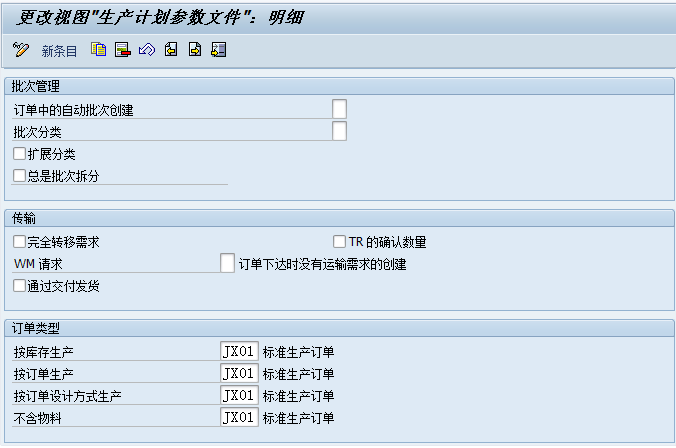 更改视图"生产计划参数文件"：明细
新条目
批次管理
订单中的自动批次创建
批次分类
扩展分类
总是批次拆分
传输
完全转移需求 TR 的确认数量
WM 请求 订单下达时没有运输需求的创建
通过交付发货
订单类型
按库存生产 JX01 标准生产订单
按订单生产 JX01 标准生产订单
按订单设计方式生产 JX01 标准生产订单
不含物料 JX01 标准生产订单